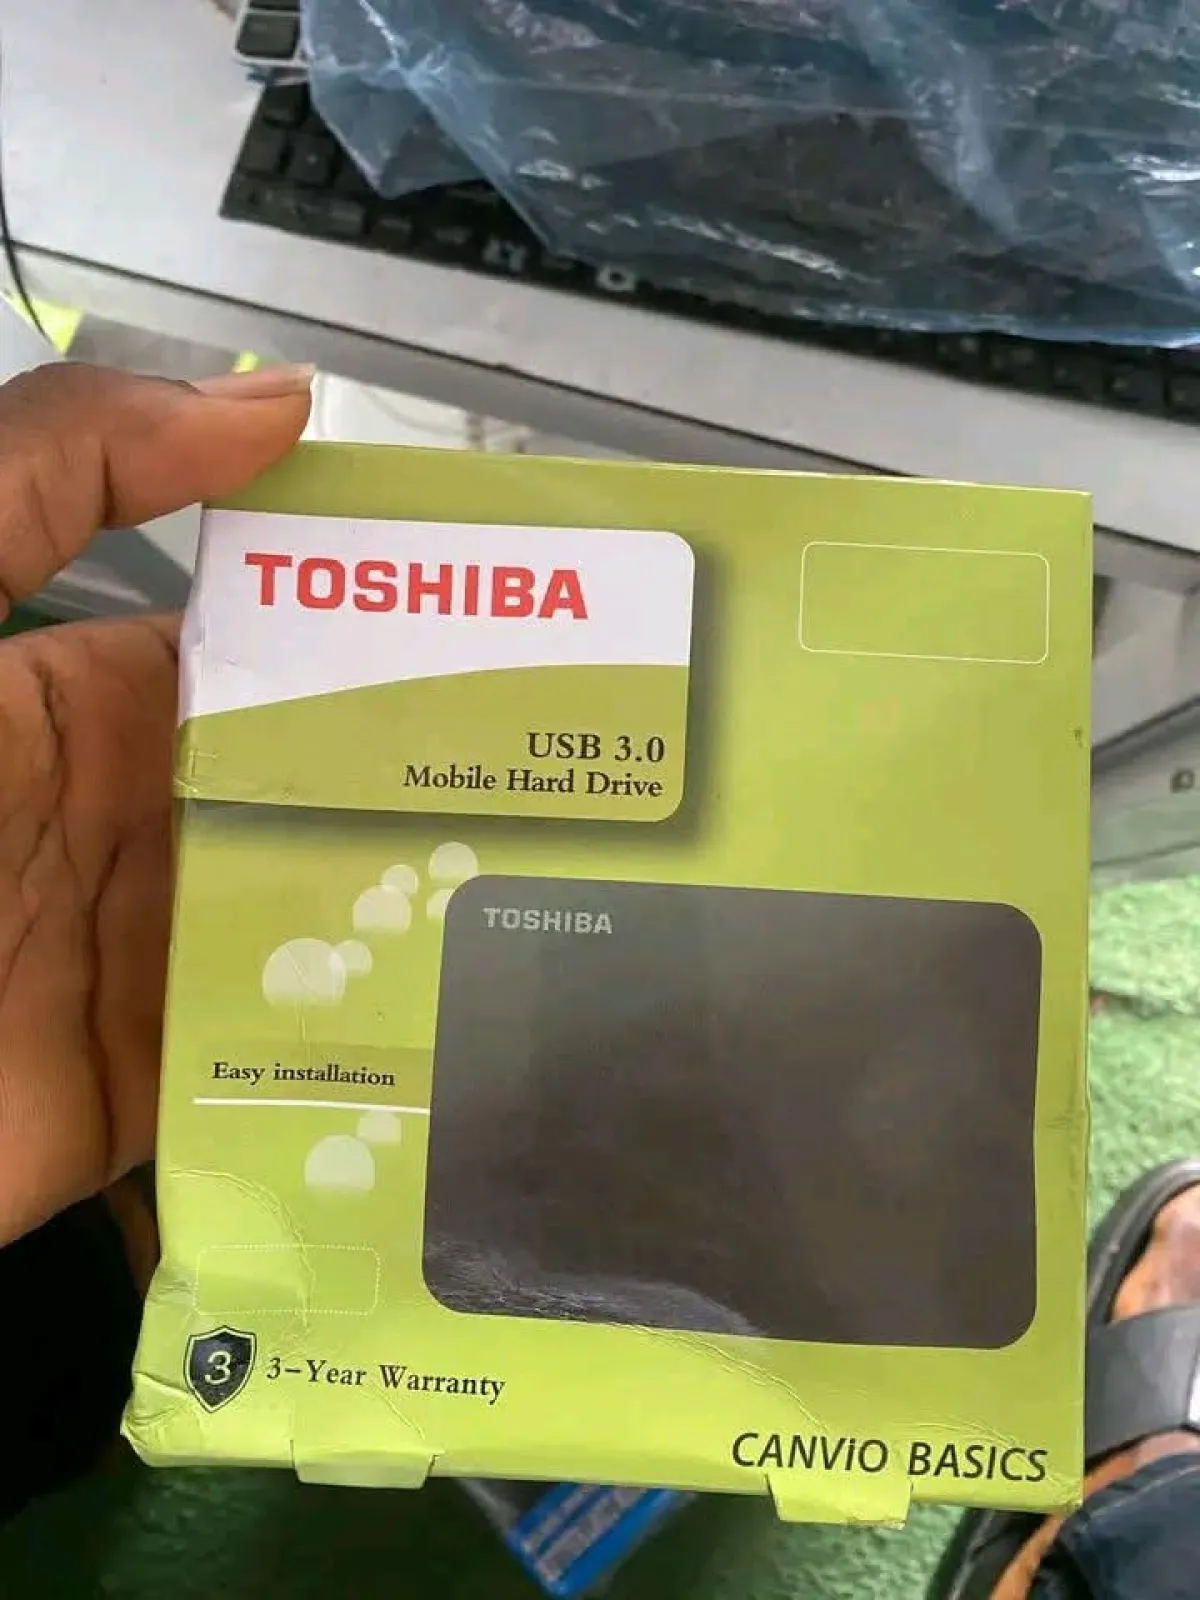 TOSHIBA
USB 3.0
Mobile Hard Drive
TOSHIBA
Easy installation
3 3-Year Warranty
CANViO BASICS